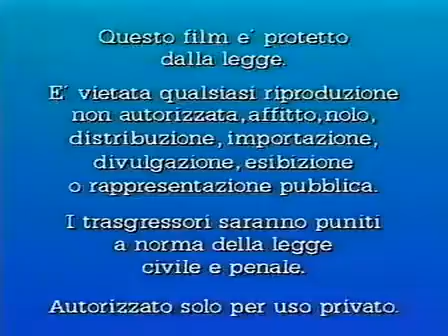 Questo film e´ protetto
dalla legge.
E´ vietata qualsiasi riproduzione
non autorizzata, affitto, nolo,
distribuzione, importazione,
divulgazione, esibizione
o rappresentazione pubblica.
I trasgressori saranno puniti
a norma della legge
civile e penale.
Autorizzato solo per uso privato.